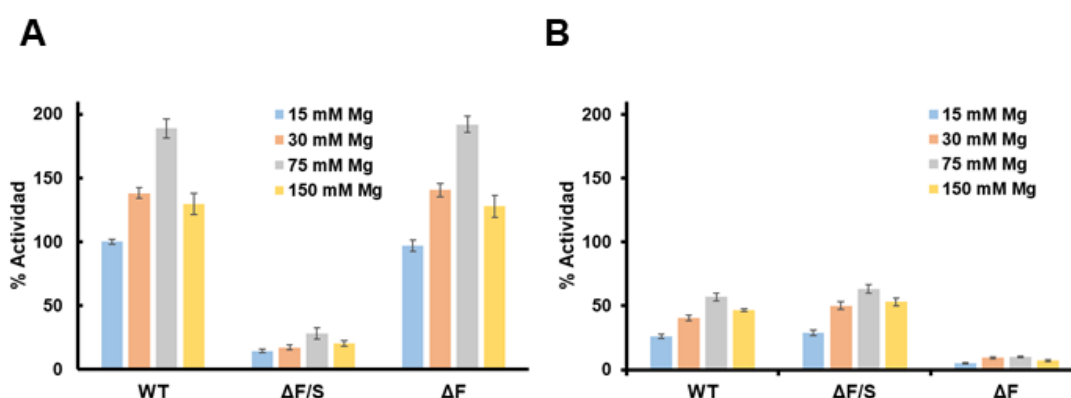 A
% Actividad
200
150
100
50
0
15 mM Mg
30 mM Mg
75 mM Mg
150 mM Mg
WT
ΔF/S
ΔF
B
% Actividad
200
150
100
50
0
15 mM Mg
30 mM Mg
75 mM Mg
150 mM Mg
WT
ΔF/S
ΔF